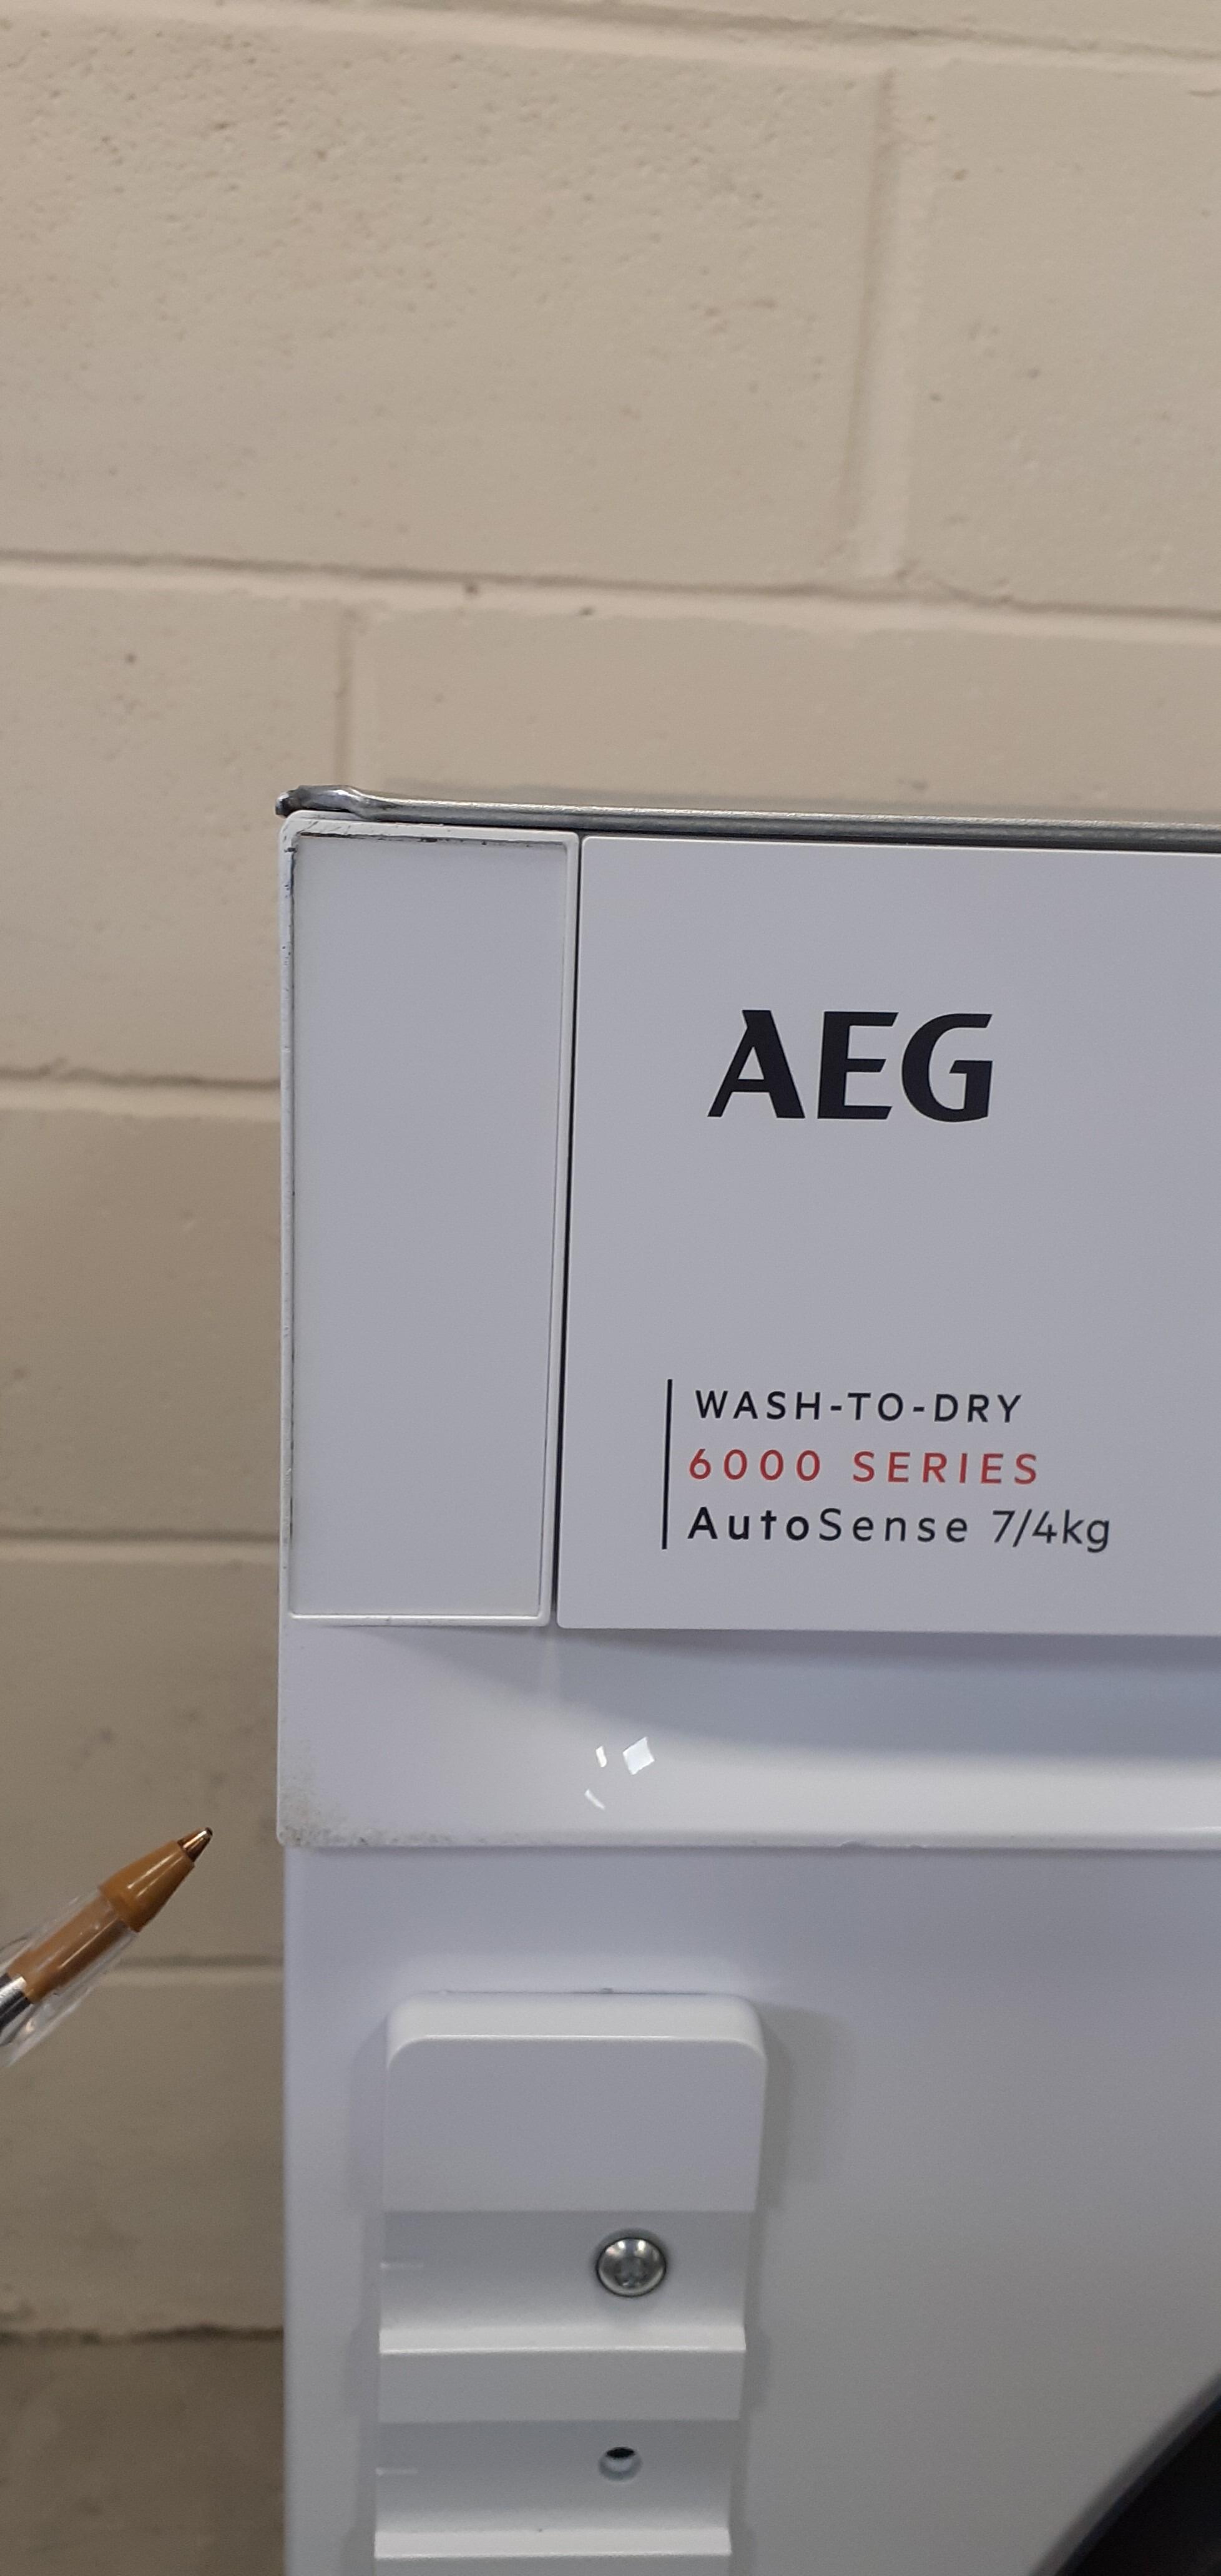 AEG
WASH-TO-DRY
6000 SERIES
AutoSense 7/4kg